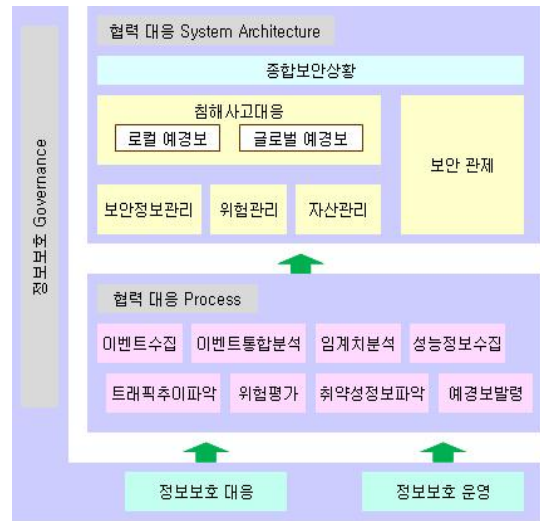 정보보호 Governance
협력 대응 System Architecture
종합보안상황
침해사고대응
로컬 예경보
글로벌 예경보
보안 관제
보안정보관리
위험관리
자산관리
협력 대응 Process
이벤트수집
이벤트통합분석
임계치분석
성능정보수집
트래픽추이파악
위험평가
취약성정보파악
예경보발령
정보보호 대응
정보보호 운영